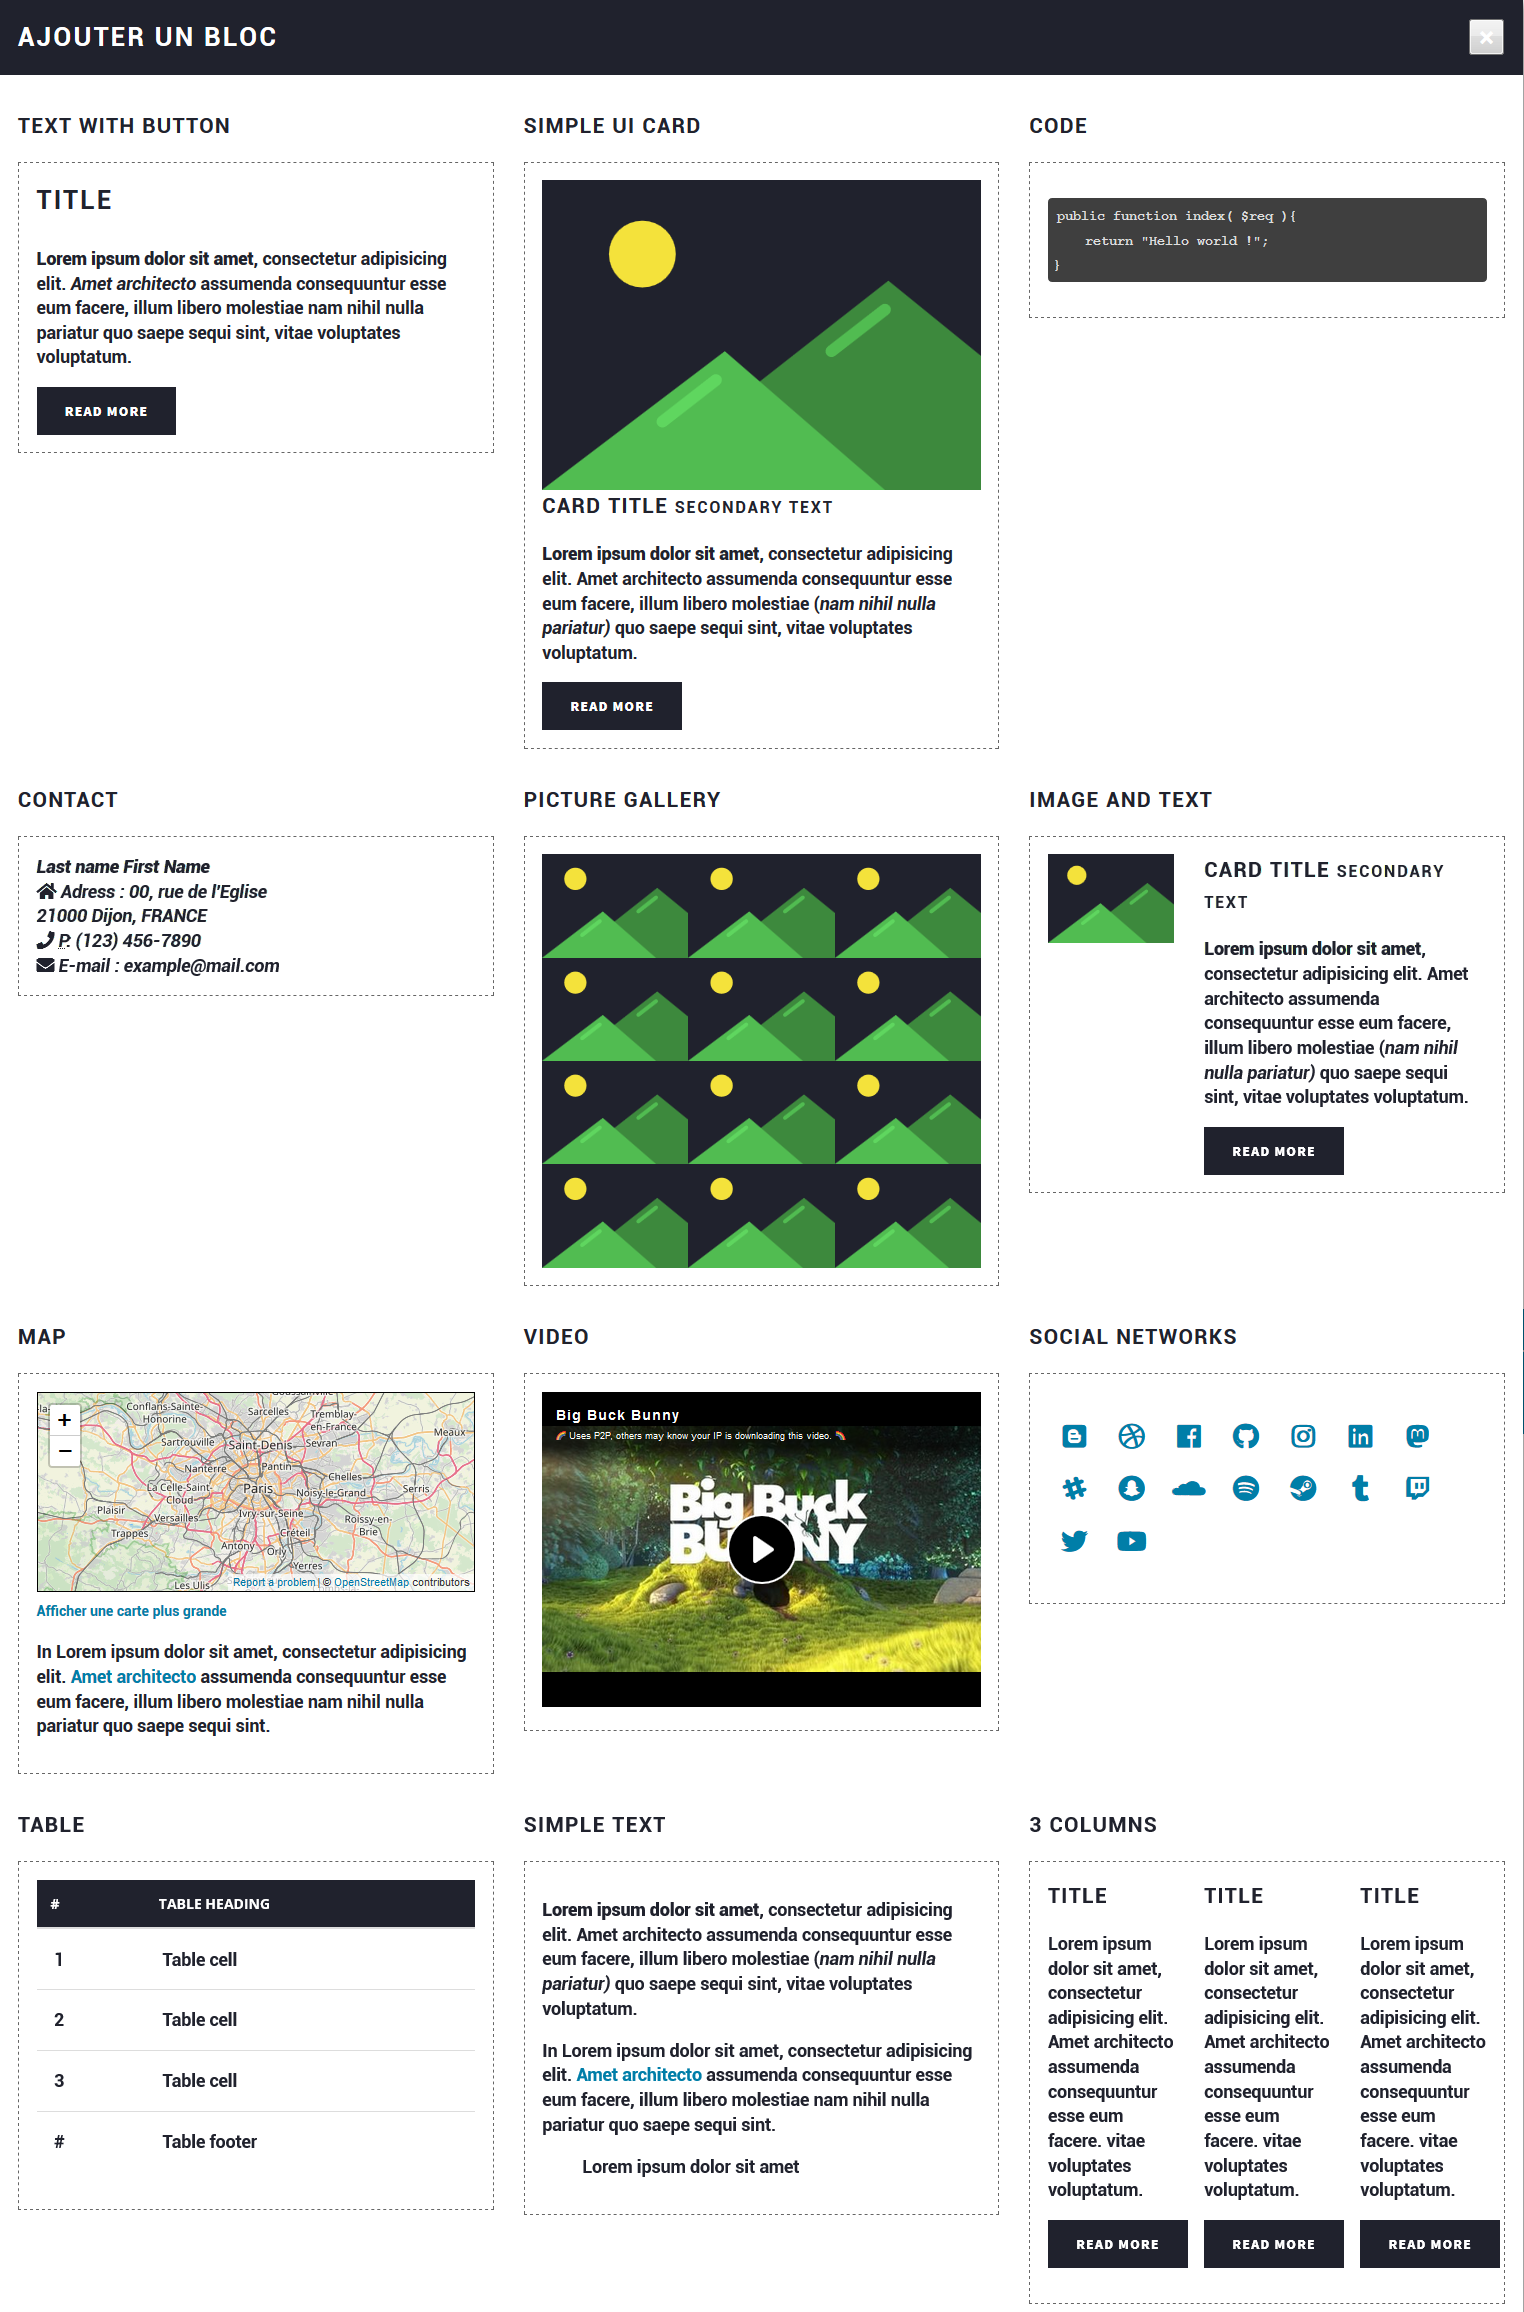 AJOUTER UN BLOC
TEXT WITH BUTTON
TITLE
Lorem ipsum dolor sit amet, consectetur adipisicing
elit. Amet architecto assumenda consequuntur esse
eum facere, illum libero molestiae nam nihil nulla
pariatur quo saepe sequi sint, vitae voluptates
voluptatum.
READ MORE
SIMPLE UI CARD
CARD TITLE SECONDARY TEXT
Lorem ipsum dolor sit amet, consectetur adipisicing
elit. Amet architecto assumenda consequuntur esse
eum facere, illum libero molestiae (nam nihil nulla
pariatur) quo saepe sequi sint, vitae voluptates
voluptatum.
READ MORE
CODE
public function index( $req ){
return "Hello world !";
}
CONTACT
Last name First Name
Adress : 00, rue de l'Eglise
21000 Dijon, FRANCE
P: (123) 456-7890
E-mail : example@mail.com
PICTURE GALLERY
IMAGE AND TEXT
CARD TITLE SECONDARY
TEXT
Lorem ipsum dolor sit amet,
consectetur adipisicing elit. Amet
architecto assumenda
consequuntur esse eum facere,
illum libero molestiae (nam nihil
nulla pariatur) quo saepe sequi
sint, vitae voluptates voluptatum.
READ MORE
MAP
+
−
Conflans-Sainte-
Honorine
Sarcelles
Tremblay-
en-France
Meaux
Sartrouville
Saint-Denis
Sevran
Nanterre
Pantin
Chelles
La Celle-Saint-
Cloud
Paris
Noisy-le-Grand
Serris
Plaisir
Versailles
Ivry-sur-Seine
Roissy-en-
Brie
Trappes
Créteil
Antony
Orly
Yerres
Les Ulis
Report a problem | © OpenStreetMap contributors
Afficher une carte plus grande
In Lorem ipsum dolor sit amet, consectetur adipisicing
elit. Amet architecto assumenda consequuntur esse
eum facere, illum libero molestiae nam nihil nulla
pariatur quo saepe sequi sint.
VIDEO
Big Buck Bunny
Uses P2P, others may know your IP is downloading this video.
Big Buck
BUNNY
SOCIAL NETWORKS
TABLE
# TABLE HEADING
1 Table cell
2 Table cell
3 Table cell
# Table footer
SIMPLE TEXT
Lorem ipsum dolor sit amet, consectetur adipisicing
elit. Amet architecto assumenda consequuntur esse
eum facere, illum libero molestiae (nam nihil nulla
pariatur) quo saepe sequi sint, vitae voluptates
voluptatum.
In Lorem ipsum dolor sit amet, consectetur adipisicing
elit. Amet architecto assumenda consequuntur esse
eum facere, illum libero molestiae nam nihil nulla
pariatur quo saepe sequi sint.
Lorem ipsum dolor sit amet
3 COLUMNS
TITLE
Lorem ipsum
dolor sit amet,
consectetur
adipisicing elit.
Amet architecto
assumenda
consequuntur
esse eum
facere. vitae
voluptates
voluptatum.
READ MORE
TITLE
Lorem ipsum
dolor sit amet,
consectetur
adipisicing elit.
Amet architecto
assumenda
consequuntur
esse eum
facere. vitae
voluptates
voluptatum.
READ MORE
TITLE
Lorem ipsum
dolor sit amet,
consectetur
adipisicing elit.
Amet architecto
assumenda
consequuntur
esse eum
facere. vitae
voluptates
voluptatum.
READ MORE